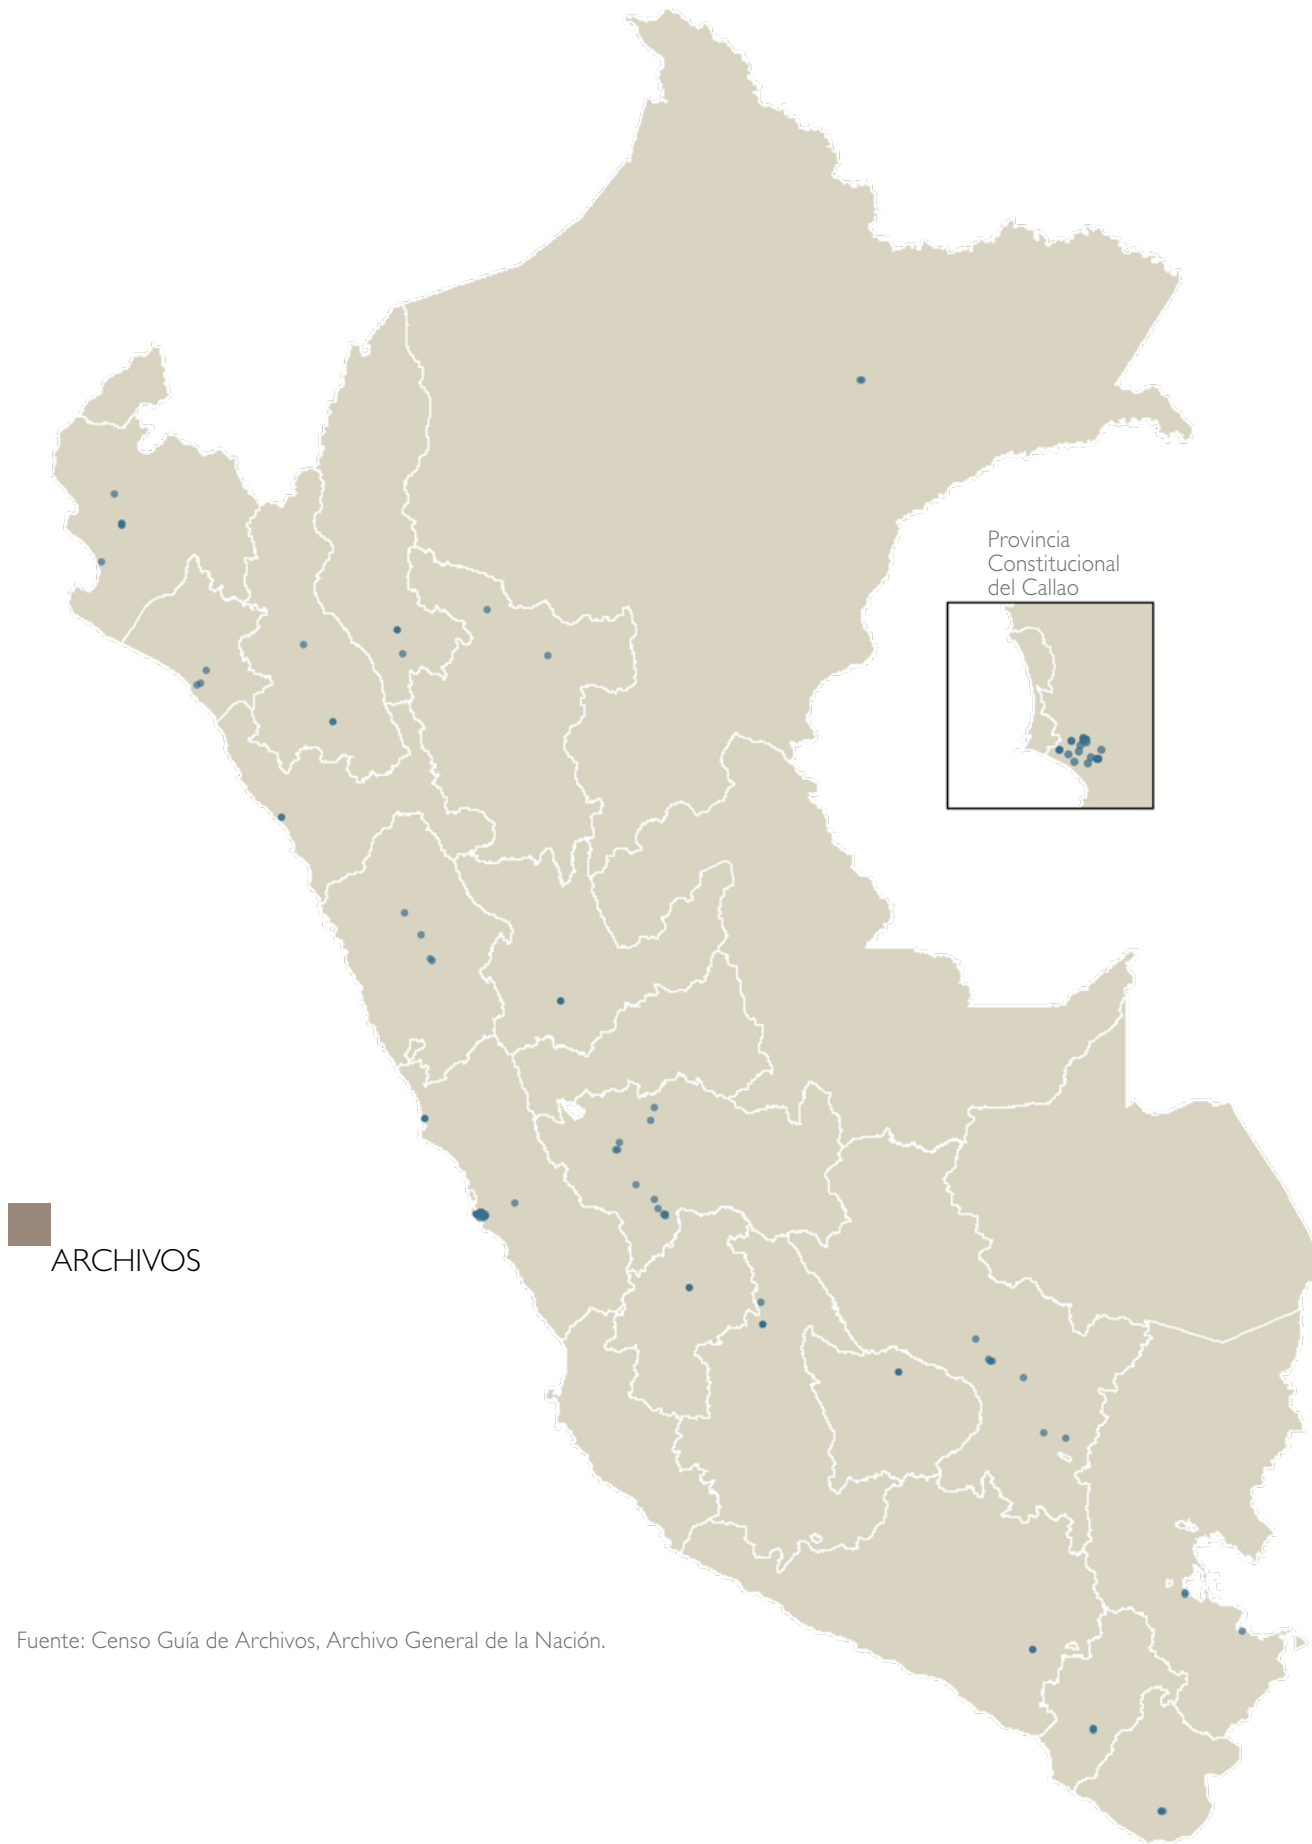 Provincia
Constitucional
del Callao
ARCHIVOS
Fuente: Censo Guía de Archivos, Archivo General de la Nación.